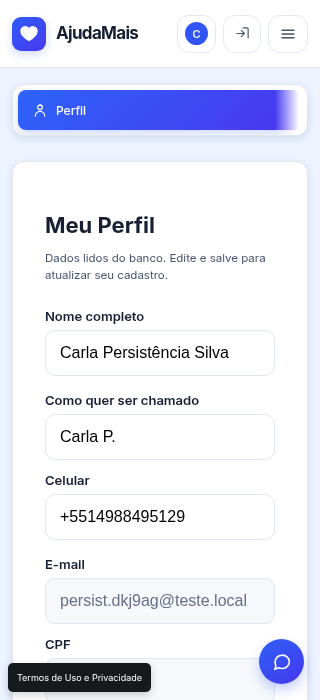 AjudaMais
C
Perfil
Meu Perfil
Dados lidos do banco. Edite e salve para
atualizar seu cadastro.
Nome completo
Carla Persistência Silva
Como quer ser chamado
Carla P.
Celular
+5514988495129
E-mail
persist.dkj9ag@teste.local
CPF
Termos de Uso e Privacidade